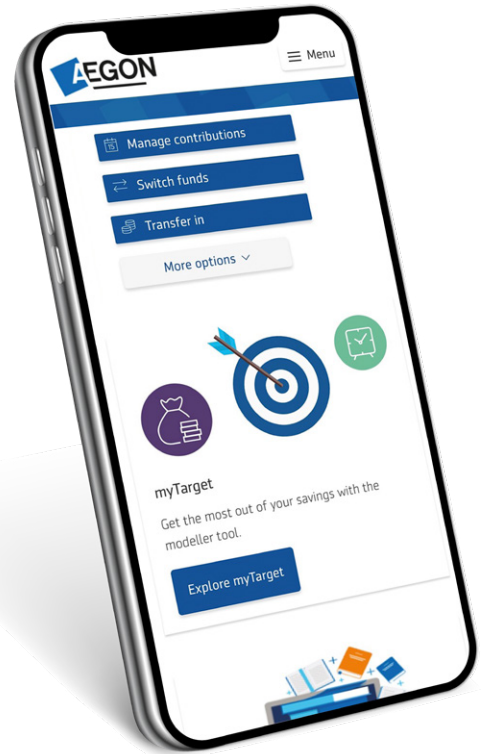 AEGON
Menu
Manage contributions
Switch funds
Transfer in
More options
myTarget
Get the most out of your savings with the
modeller tool.
Explore myTarget